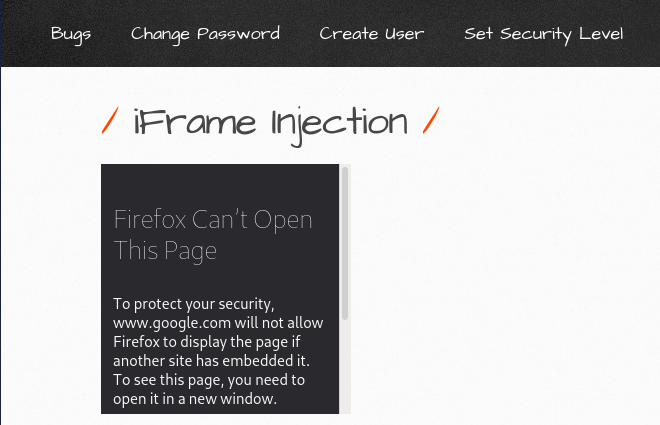 Bugs Change Password Create User Set Security Level
/ iFrame Injection /
Firefox Can't Open
This Page
To protect your security,
www.google.com will not allow
Firefox to display the page if
another site has embedded it.
To see this page, you need to
open it in a new window.